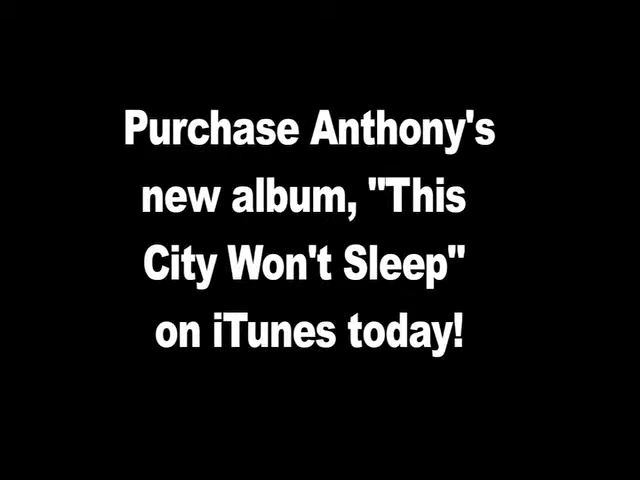 Purchase Anthony's
new album, "This
City Won't Sleep"
on iTunes today!